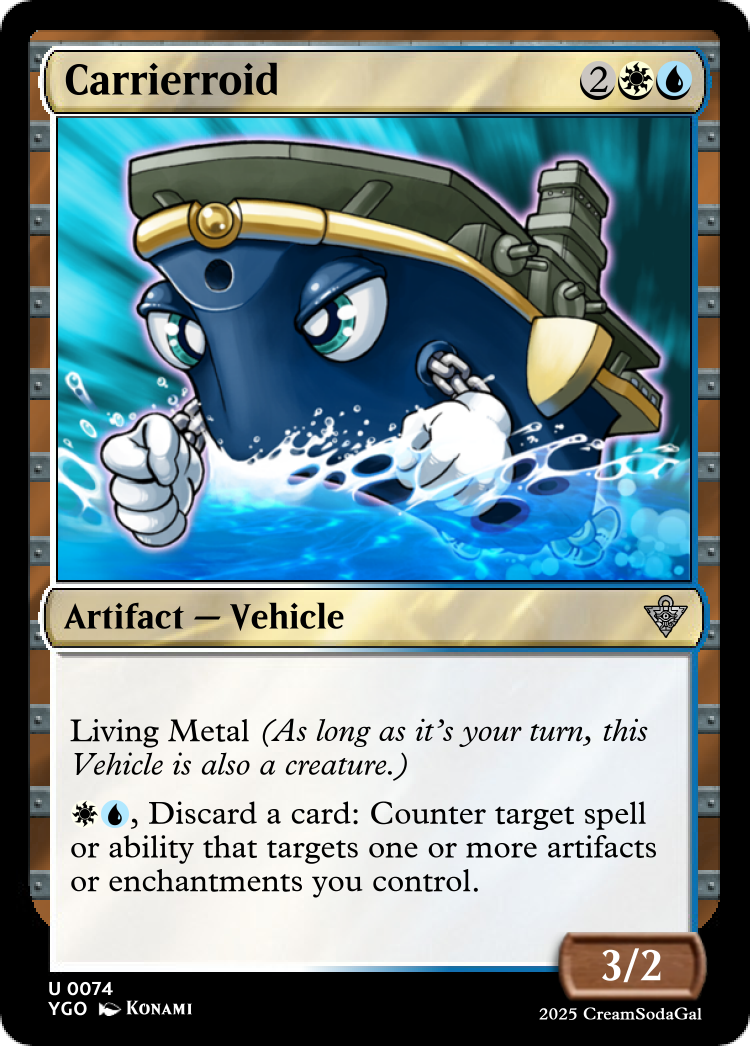 Carrierroid 2
Artifact — Vehicle
Living Metal (As long as it's your turn, this
Vehicle is also a creature.)
, Discard a card: Counter target spell
or ability that targets one or more artifacts
or enchantments you control.
3/2
U 0074
YGO KONAMI
2025 CreamSodaGal